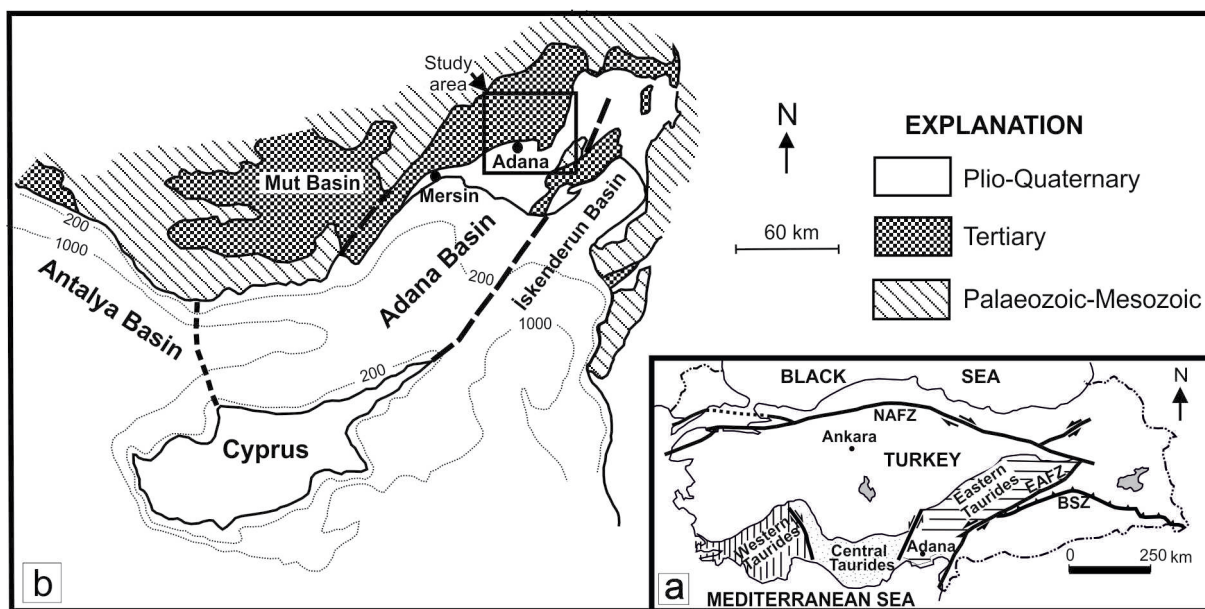 Study
area
N
EXPLANATION
Plio-Quaternary
Tertiary
Palaeozoic-Mesozoic
60 km
Adana
Mut Basin
Mersin
200
1000
Antalya Basin
Adana Basin
200
İskenderun Basin
1000
200
Cyprus
b
BLACK SEA
N
NAFZ
Ankara
TURKEY
Eastern
Taurides
EAFZ
BSZ
Western
Taurides
Central
Taurides
Adana
0 250 km
MEDITERRANEAN SEA
a